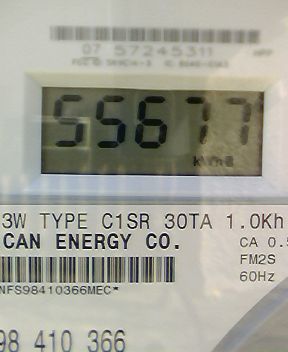 07 57245311
55677
kWh
3W TYPE C1SR 30TA 1.0Kh
CAN ENERGY CO.
CA 0.5
FM2S
60Hz
NFS98410366MEC*
98 410 366